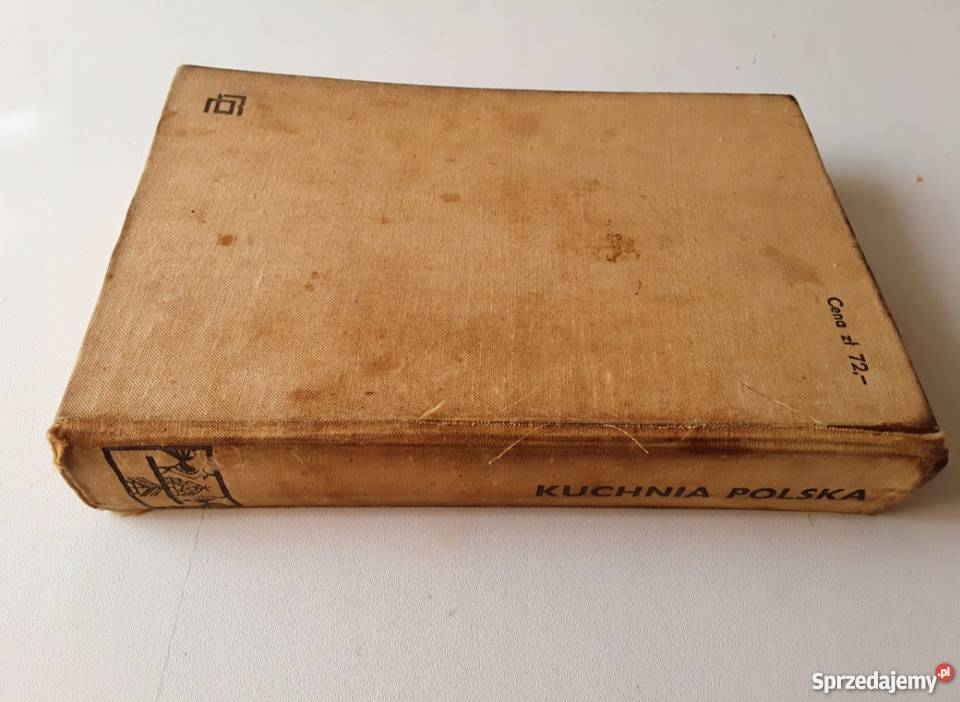 Cena zł 72,-
KUCHNIA POLSKA
Sprzedajemy.pl